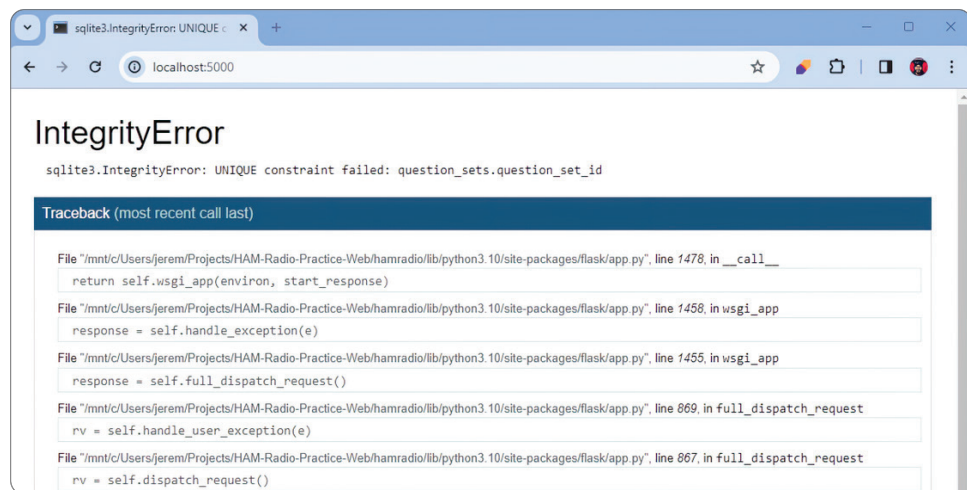 sqlite3.IntegrityError: UNIQUE c
localhost:5000
IntegrityError
sqlite3.IntegrityError: UNIQUE constraint failed: question_sets.question_set_id
Traceback (most recent call last)
File "/mnt/c/Users/jerem/Projects/HAM-Radio-Practice-Web/hamradio/lib/python3.10/site-packages/flask/app.py", line 1478, in __call__
return self.wsgi_app(environ, start_response)
File "/mnt/c/Users/jerem/Projects/HAM-Radio-Practice-Web/hamradio/lib/python3.10/site-packages/flask/app.py", line 1458, in wsgi_app
response = self.handle_exception(e)
File "/mnt/c/Users/jerem/Projects/HAM-Radio-Practice-Web/hamradio/lib/python3.10/site-packages/flask/app.py", line 1455, in wsgi_app
response = self.full_dispatch_request()
File "/mnt/c/Users/jerem/Projects/HAM-Radio-Practice-Web/hamradio/lib/python3.10/site-packages/flask/app.py", line 869, in full_dispatch_request
rv = self.handle_user_exception(e)
File "/mnt/c/Users/jerem/Projects/HAM-Radio-Practice-Web/hamradio/lib/python3.10/site-packages/flask/app.py", line 867, in full_dispatch_request
rv = self.dispatch_request()